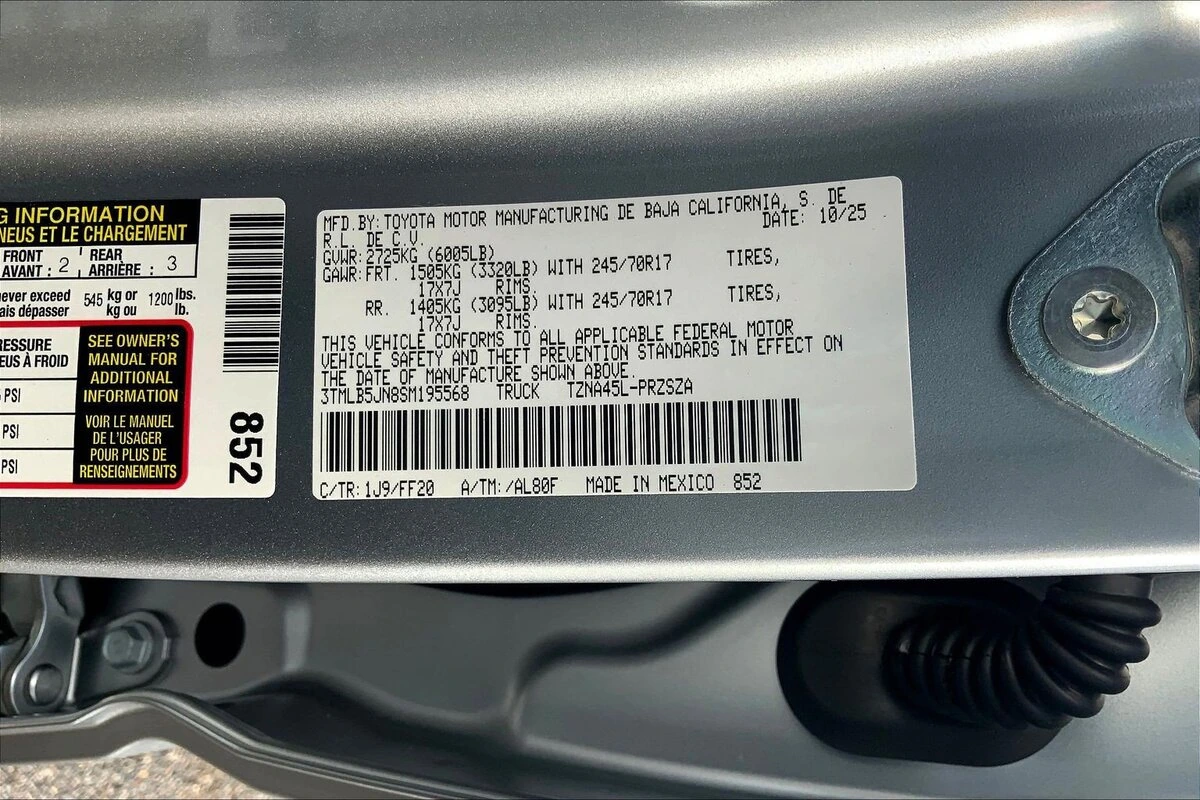 G INFORMATION
NEUS ET LE CHARGEMENT
FRONT
AVANT : 2
REAR
ARRIÈRE : 3
never exceed 545 kg or 1200 lbs.
ais dépasser kg ou lb.
RESSURE
EUS À FROID
PSI
PSI
PSI
SEE OWNER'S
MANUAL FOR
ADDITIONAL
INFORMATION
VOIR LE MANUEL
DE L'USAGER
POUR PLUS DE
RENSEIGNEMENTS
852
MFD.BY:TOYOTA MOTOR MANUFACTURING DE BAJA CALIFORNIA, S. DE
R.L. DE C.V. DATE: 10/25
GVWR:2725KG (6005LB)
GAWR:FRT. 1505KG (3320LB) WITH 245/70R17 TIRES,
17X7J RIMS.
RR. 1405KG (3095LB) WITH 245/70R17 TIRES,
17X7J RIMS.
THIS VEHICLE CONFORMS TO ALL APPLICABLE FEDERAL MOTOR
VEHICLE SAFETY AND THEFT PREVENTION STANDARDS IN EFFECT ON
THE DATE OF MANUFACTURE SHOWN ABOVE.
3TMLB5JN8SM195568 TRUCK TZNA45L-PRZSZA
C/TR:1J9/FF20 A/TM:/AL80F MADE IN MEXICO 852